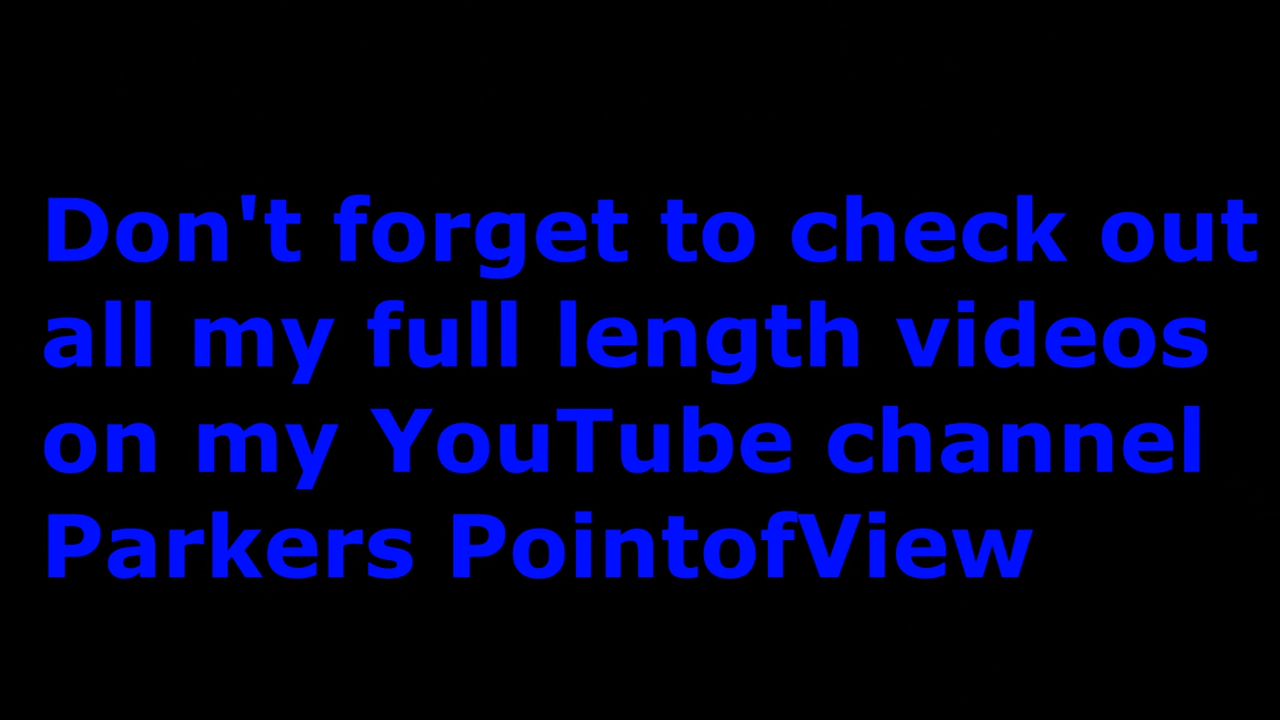 Don't forget to check out
all my full length videos
on my YouTube channel
Parkers PointofView